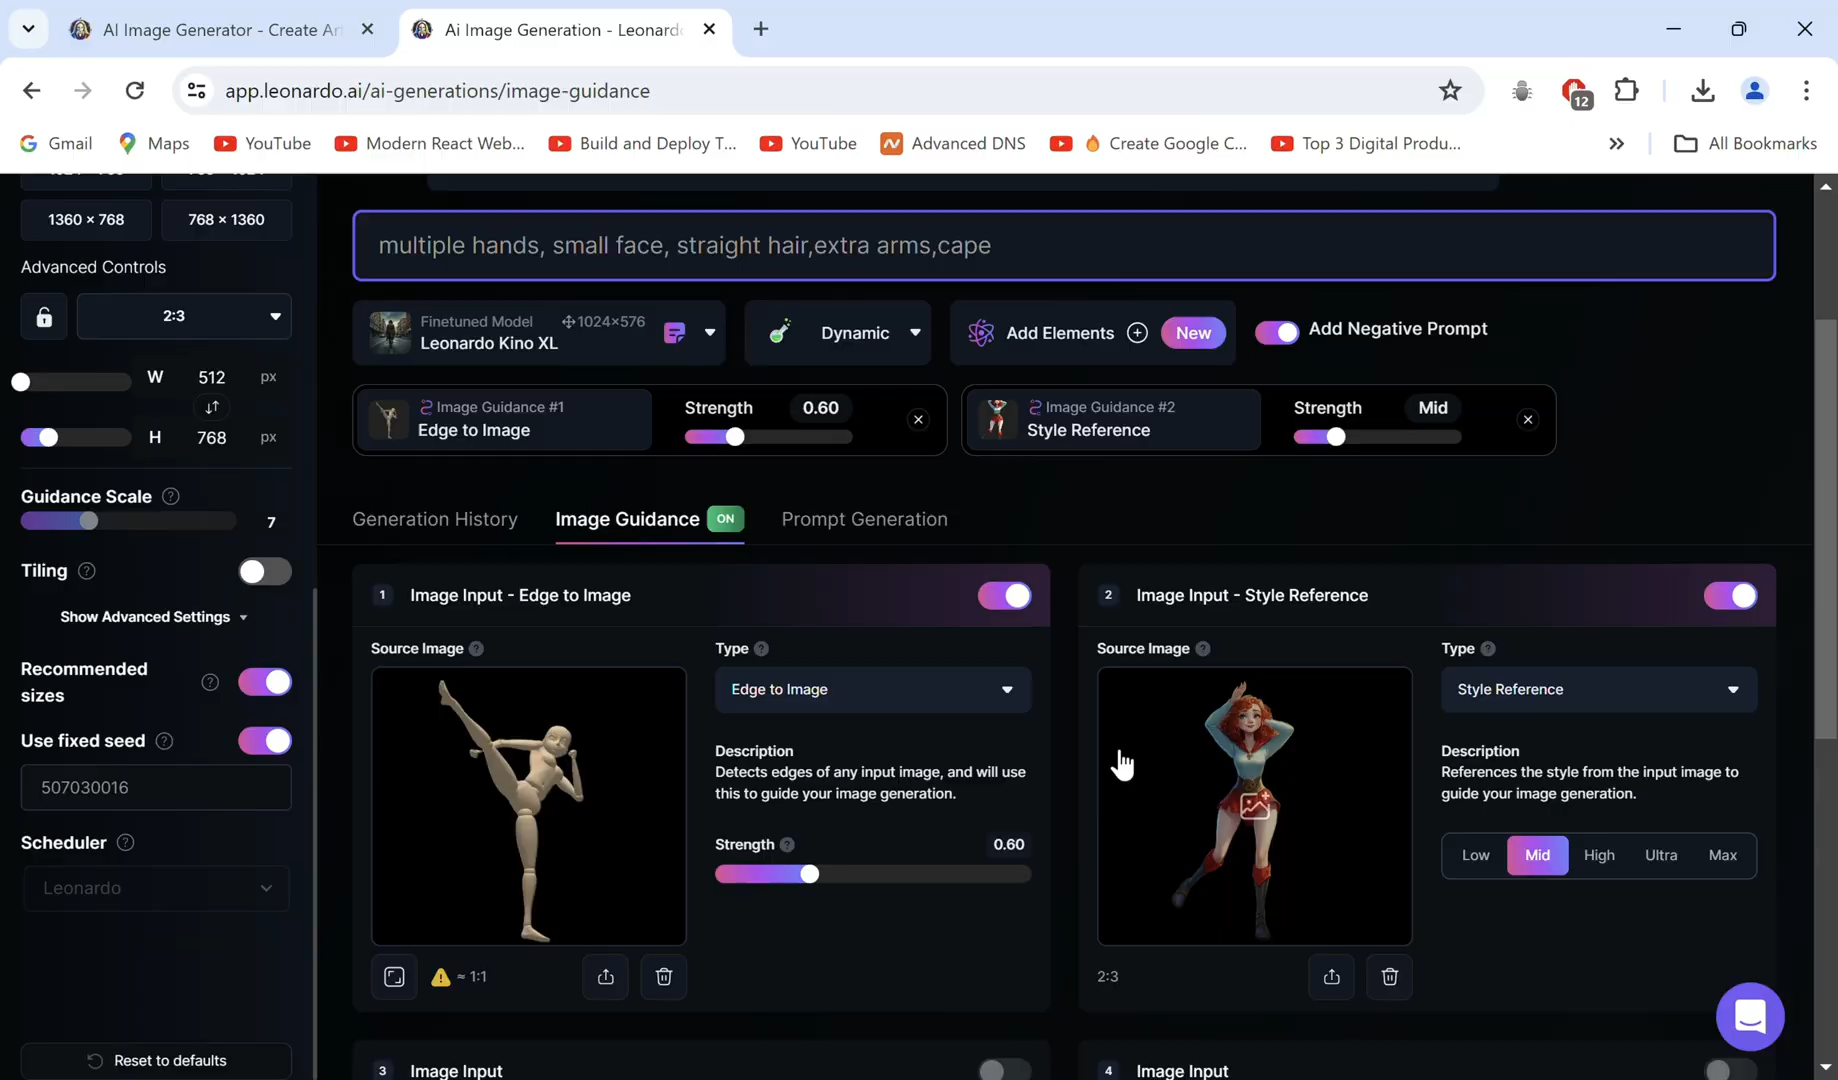 AI Image Generator - Create Ar
Ai Image Generation - Leonard
app.leonardo.ai/ai-generations/image-guidance
12
Gmail
Maps
YouTube
Modern React Web...
Build and Deploy T...
YouTube
Advanced DNS
Create Google C...
Top 3 Digital Produ...
All Bookmarks
1360 × 768
768 × 1360
Advanced Controls
2:3
W 512 px
H 768 px
Guidance Scale
7
Tiling
Show Advanced Settings
Recommended
sizes
Use fixed seed
507030016
Scheduler
Leonardo
Reset to defaults
multiple hands, small face, straight hair,extra arms,cape
Finetuned Model 1024×576
Leonardo Kino XL
Dynamic
Add Elements
New
Add Negative Prompt
Image Guidance #1
Edge to Image
Strength 0.60
Image Guidance #2
Style Reference
Strength Mid
Generation History
Image Guidance ON
Prompt Generation
1 Image Input - Edge to Image
Source Image
Type
Edge to Image
Description
Detects edges of any input image, and will use
this to guide your image generation.
Strength 0.60
≈ 1:1
2 Image Input - Style Reference
Source Image
Type
Style Reference
Description
References the style from the input image to
guide your image generation.
Low Mid High Ultra Max
2:3
3 Image Input
4 Image Input